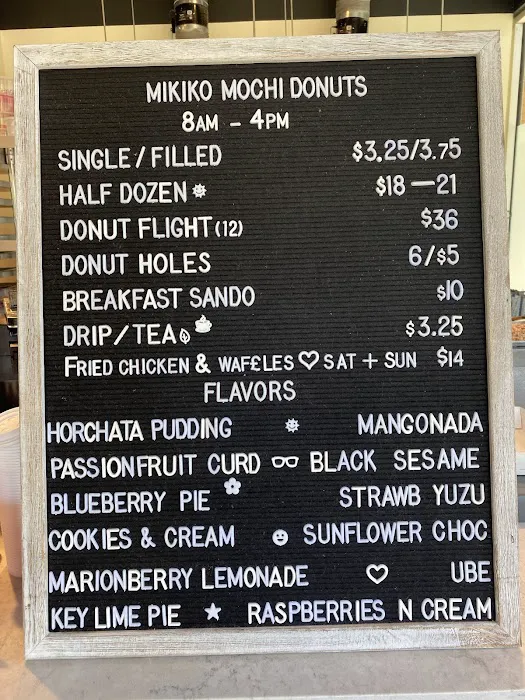 MIKIKO MOCHI DONUTS
8AM - 4PM
SINGLE/FILLED $3.25/3.75
HALF DOZEN $18—21
DONUT FLIGHT (12) $36
DONUT HOLES 6/$5
BREAKFAST SANDO $10
DRIP/TEA $3.25
FRIED CHICKEN & WAF£LES ♡ SAT + SUN $14
FLAVORS
HORCHATA PUDDING MANGONADA
PASSIONFRUIT CURD BLACK SESAME
BLUEBERRY PIE STRAWB YUZU
COOKIES & CREAM SUNFLOWER CHOC
MARIONBERRY LEMONADE ♡ UBE
KEY LIME PIE ★ RASPBERRIES N CREAM